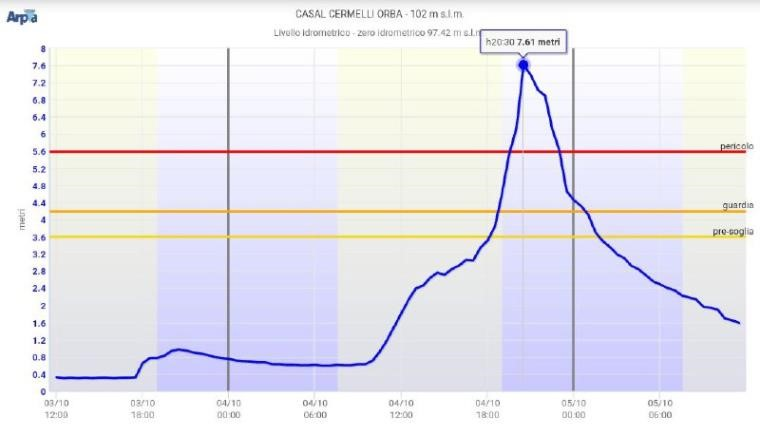 Arpa
CASAL CERMELLI ORBA - 102 m s.l.m.
Livello idrometrico - zero idrometrico 97.42 m s.l.m.
h20:30 7.61 metri
8
7.6
7.2
6.8
6.4
6
5.6
5.2
4.8
4.4
4
3.6
3.2
2.8
2.4
2
1.6
1.2
0.8
0.4
0
metri
pericolo
guardia
pre-soglia
03/10 03/10 04/10 04/10 04/10 04/10 05/10 05/10
12:00 18:00 00:00 06:00 12:00 18:00 00:00 06:00